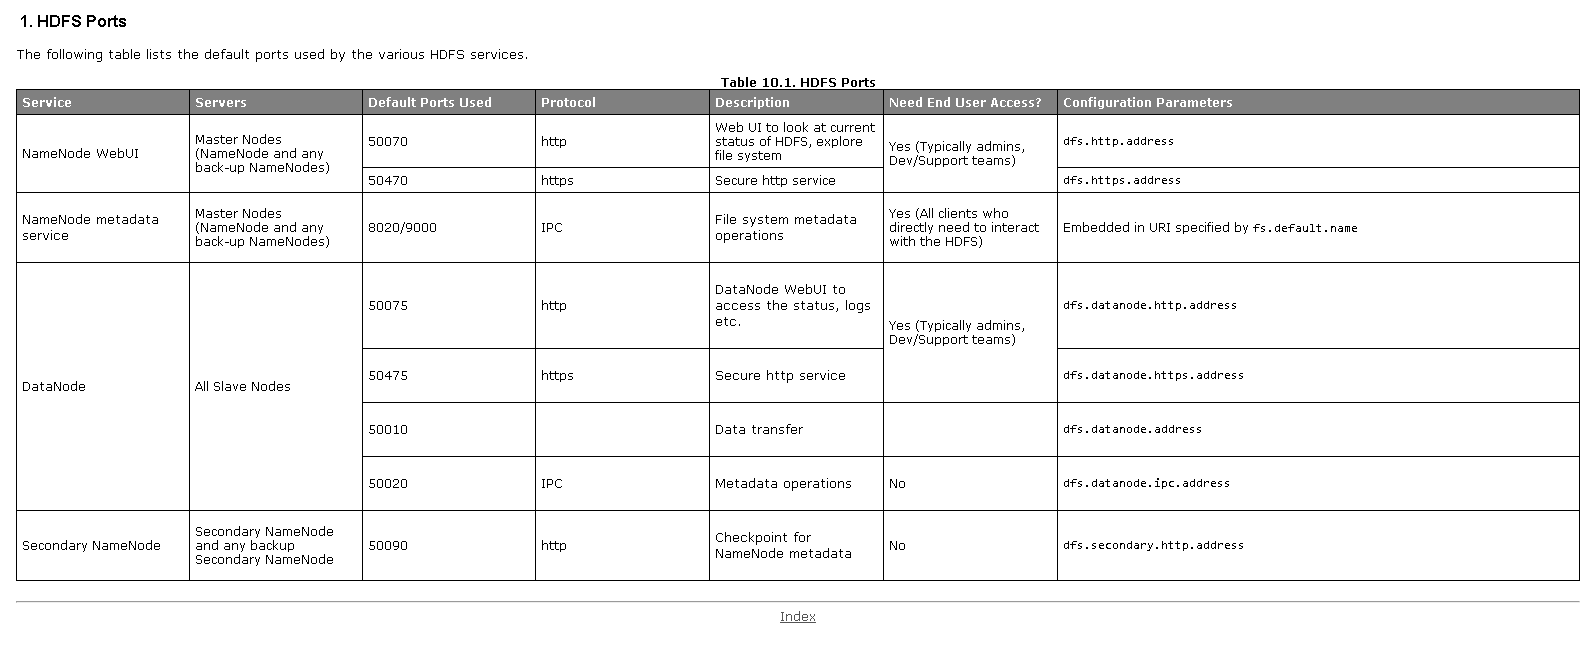 1. HDFS Ports
The following table lists the default ports used by the various HDFS services.
Table 10.1. HDFS Ports
Service Servers Default Ports Used Protocol Description Need End User Access? Configuration Parameters
NameNode WebUI
Master Nodes
(NameNode and any
back-up NameNodes)
50070
http
Web UI to look at current
status of HDFS, explore
file system
Yes (Typically admins,
Dev/Support teams)
dfs.http.address
50470
https
Secure http service
dfs.https.address
NameNode metadata
service
Master Nodes
(NameNode and any
back-up NameNodes)
8020/9000
IPC
File system metadata
operations
Yes (All clients who
directly need to interact
with the HDFS)
Embedded in URI specified by fs.default.name
DataNode
All Slave Nodes
50075
http
DataNode WebUI to
access the status, logs
etc.
Yes (Typically admins,
Dev/Support teams)
dfs.datanode.http.address
50475
https
Secure http service
dfs.datanode.https.address
50010
Data transfer
dfs.datanode.address
50020
IPC
Metadata operations
No
dfs.datanode.ipc.address
Secondary NameNode
Secondary NameNode
and any backup
Secondary NameNode
50090
http
Checkpoint for
NameNode metadata
No
dfs.secondary.http.address
Index